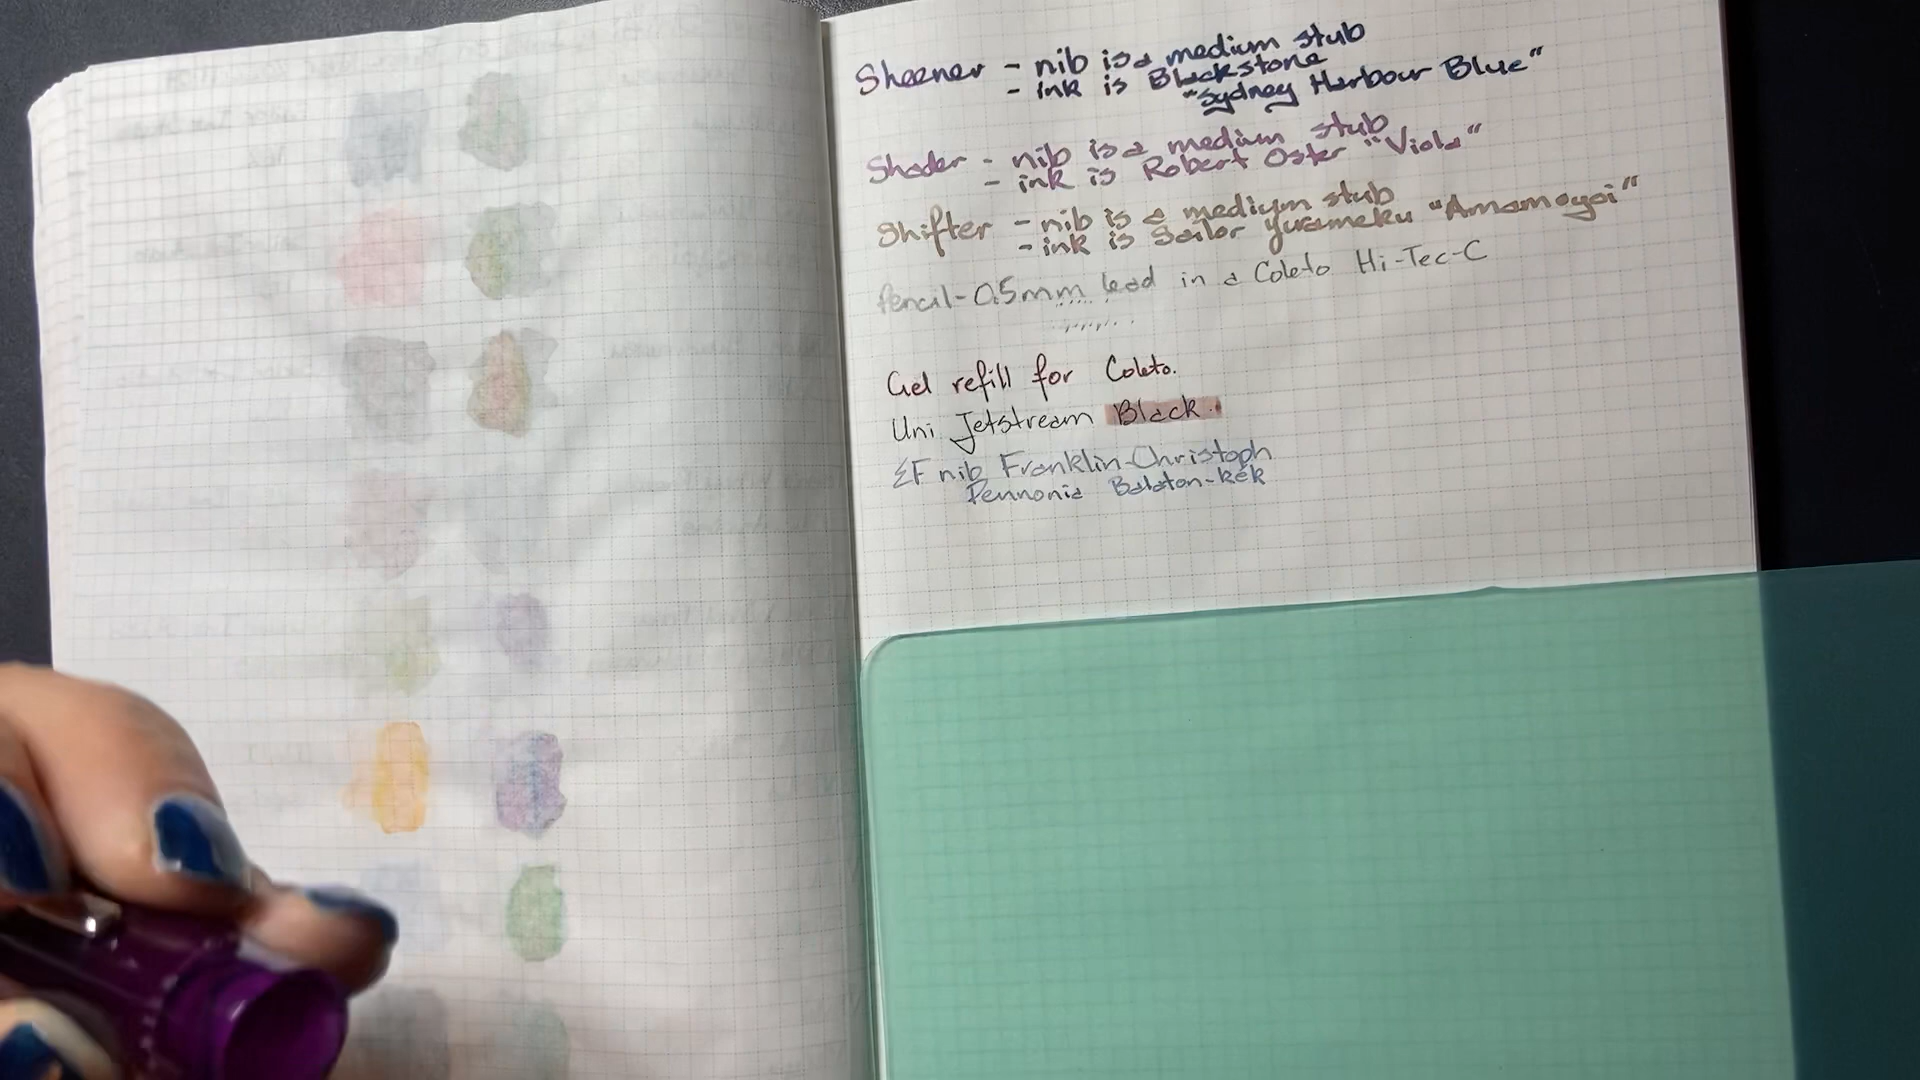 Sheener - nib is a medium stub
- ink is Blackstone
"Sydney Harbour Blue"
Shader - nib is a medium stub
- ink is Robert Oster "Viola"
Shifter - nib is a medium stub
- ink is Sailor Yurameku "Amamoyoi"
Pencil - 0.5mm lead in a Coleto Hi-Tec-C
Gel refill for Coleto.
Uni Jetstream Black.
EF nib Franklin-Christoph
Pennonia Balaton-kék